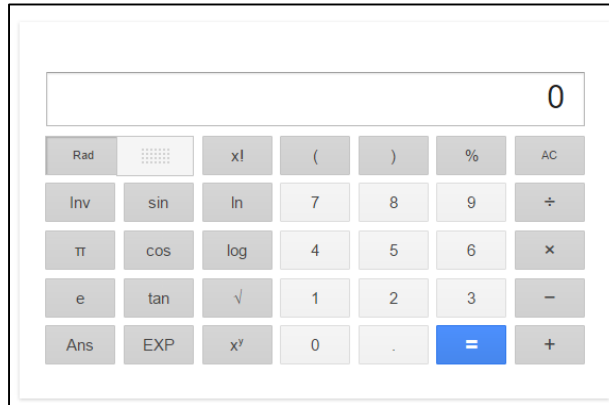 0
Rad x! ( ) % AC
Inv sin ln 7 8 9 ÷
π cos log 4 5 6 ×
e tan √ 1 2 3 −
Ans EXP xʸ 0 . = +